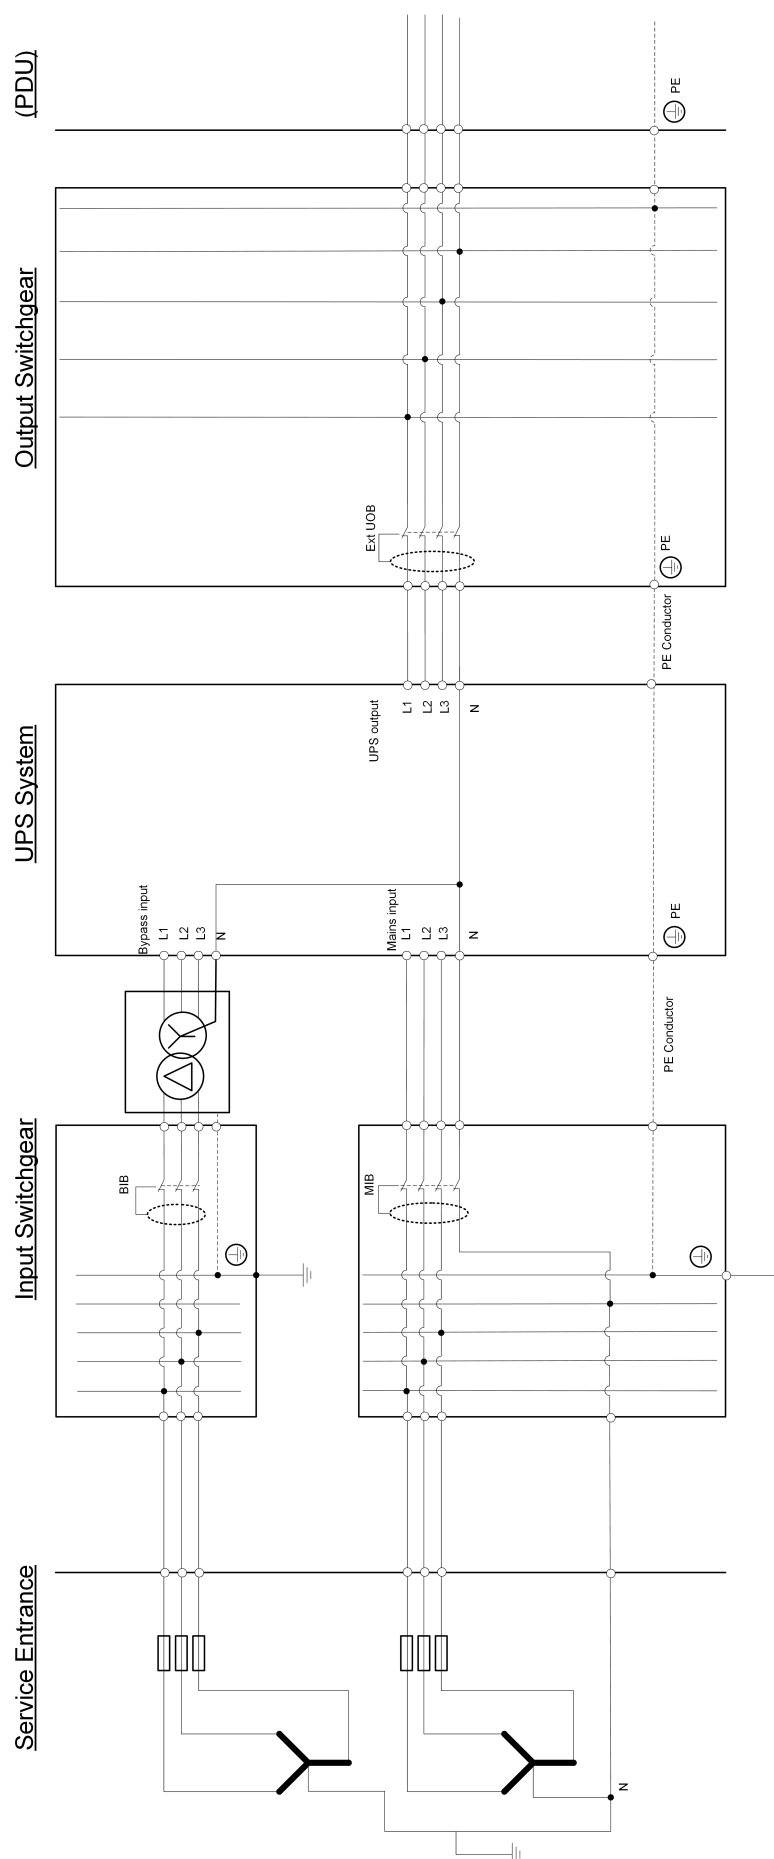 (PDU)
PE
Output Switchgear
Ext UOB
PE
PE Conductor
UPS System
UPS output
L1
L2
L3
N
Bypass input
L1
L2
L3
N
Mains input
L1
L2
L3
N
PE
PE Conductor
Input Switchgear
BIB
MIB
Service Entrance
N